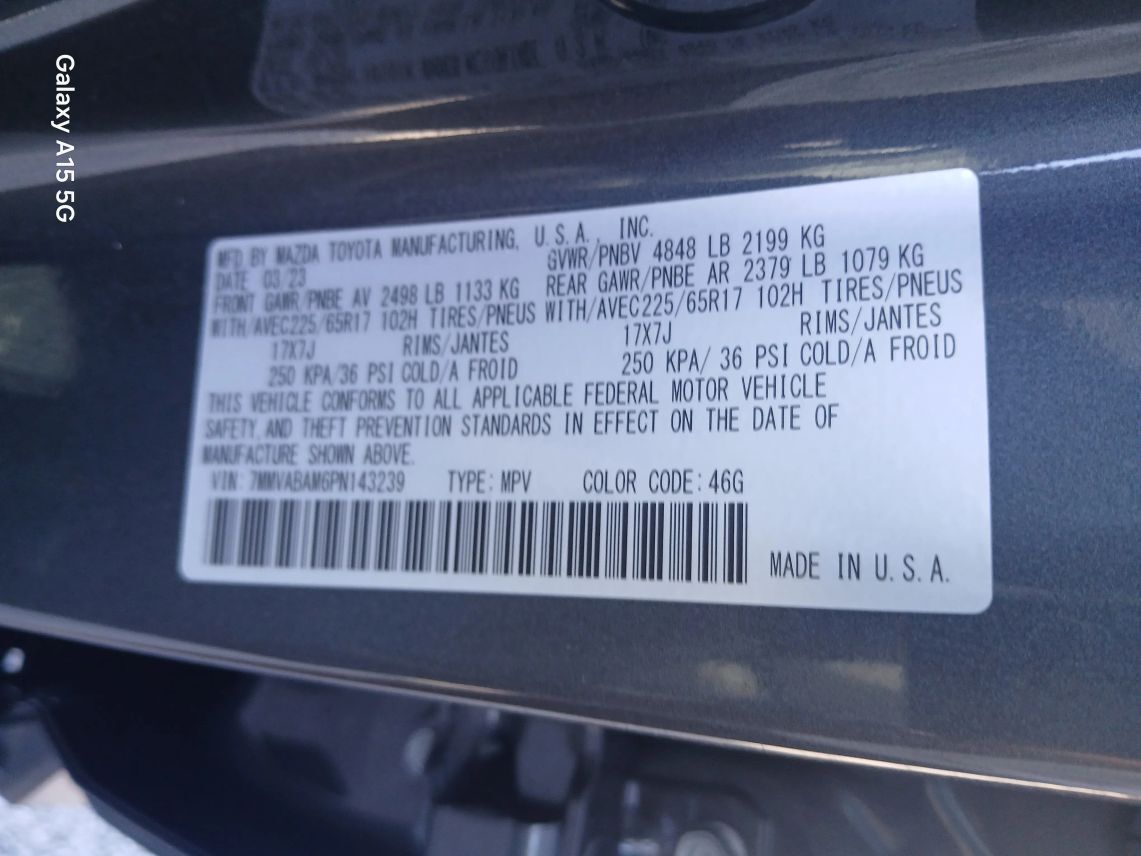 Galaxy A15 5G
MFD BY MAZDA TOYOTA MANUFACTURING, U.S.A., INC.
DATE 03/23 GVWR/PNBV 4848 LB 2199 KG
FRONT GAWR/PNBE AV 2498 LB 1133 KG REAR GAWR/PNBE AR 2379 LB 1079 KG
WITH/AVEC225/65R17 102H TIRES/PNEUS WITH/AVEC225/65R17 102H TIRES/PNEUS
17X7J RIMS/JANTES 17X7J RIMS/JANTES
250 KPA/36 PSI COLD/A FROID 250 KPA/ 36 PSI COLD/A FROID
THIS VEHICLE CONFORMS TO ALL APPLICABLE FEDERAL MOTOR VEHICLE
SAFETY AND THEFT PREVENTION STANDARDS IN EFFECT ON THE DATE OF
MANUFACTURE SHOWN ABOVE.
VIN: 7MMVABAM6PN143239 TYPE: MPV COLOR CODE: 46G
MADE IN U.S.A.